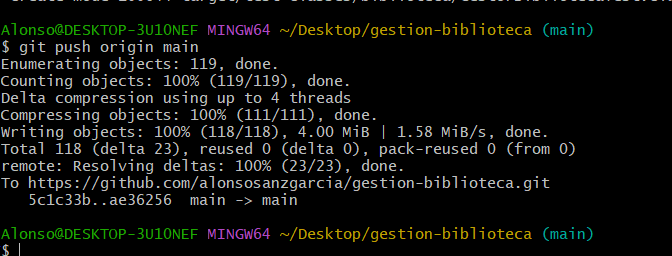 Alonso@DESKTOP-3U1ONEF MINGW64 ~/Desktop/gestion-biblioteca (main)
$ git push origin main
Enumerating objects: 119, done.
Counting objects: 100% (119/119), done.
Delta compression using up to 4 threads
Compressing objects: 100% (111/111), done.
Writing objects: 100% (118/118), 4.00 MiB | 1.58 MiB/s, done.
Total 118 (delta 23), reused 0 (delta 0), pack-reused 0 (from 0)
remote: Resolving deltas: 100% (23/23), done.
To https://github.com/alonsosanzgarcia/gestion-biblioteca.git
   5c1c33b..ae36256  main -> main
Alonso@DESKTOP-3U1ONEF MINGW64 ~/Desktop/gestion-biblioteca (main)
$